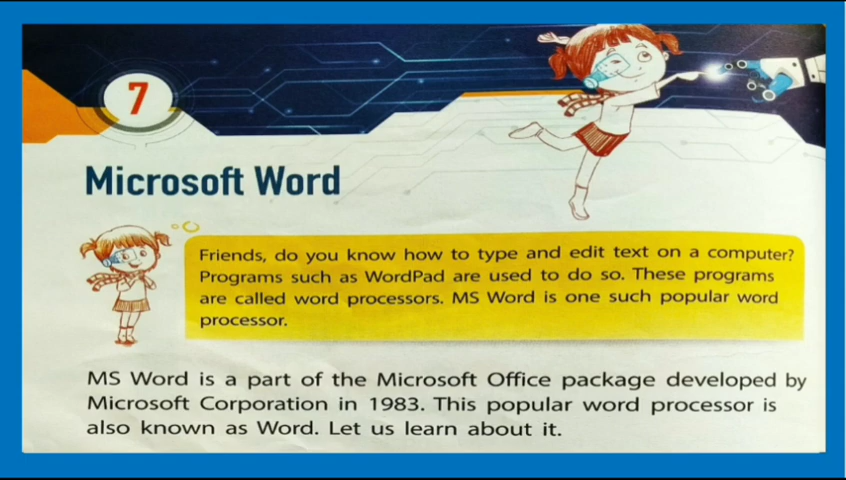 7
Microsoft Word
Friends, do you know how to type and edit text on a computer?
Programs such as WordPad are used to do so. These programs
are called word processors. MS Word is one such popular word
processor.
MS Word is a part of the Microsoft Office package developed by
Microsoft Corporation in 1983. This popular word processor is
also known as Word. Let us learn about it.